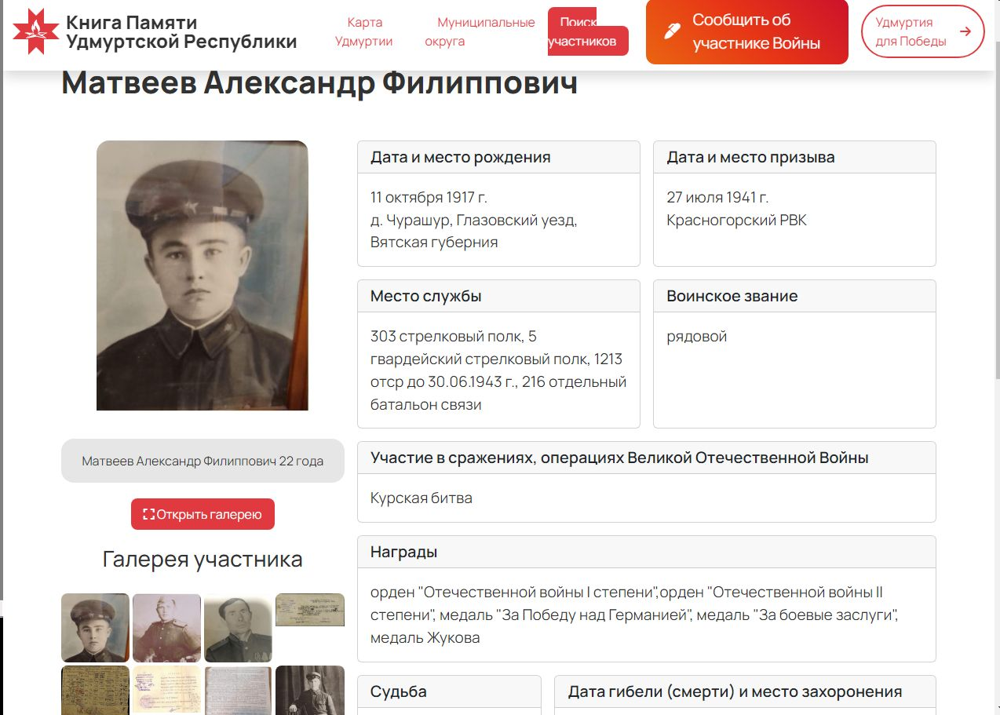 Книга Памяти
Удмуртской Республики
Карта
Удмуртии
Муниципальные
округа
Поиск
участников
Сообщить об
участнике Войны
Удмуртия
для Победы
Матвеев Александр Филиппович
Дата и место рождения
11 октября 1917 г.
д. Чурашур, Глазовский уезд,
Вятская губерния
Дата и место призыва
27 июля 1941 г.
Красногорский РВК
Место службы
303 стрелковый полк, 5
гвардейский стрелковый полк, 1213
отср до 30.06.1943 г., 216 отдельный
батальон связи
Воинское звание
рядовой
Матвеев Александр Филиппович 22 года
Открыть галерею
Галерея участника
Участие в сражениях, операциях Великой Отечественной Войны
Курская битва
Награды
орден "Отечественной войны I степени",орден "Отечественной войны II
степени", медаль "За Победу над Германией", медаль "За боевые заслуги",
медаль Жукова
Судьба
Дата гибели (смерти) и место захоронения